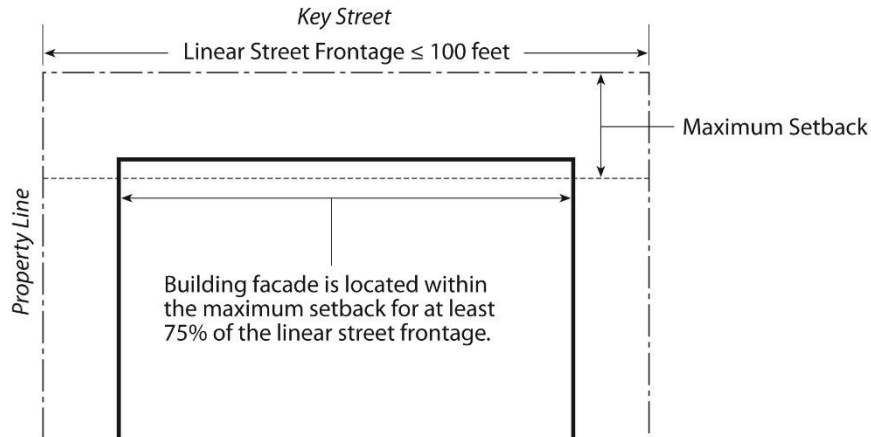 Key Street
Linear Street Frontage ≤ 100 feet
Maximum Setback
Property Line
Building facade is located within
the maximum setback for at least
75% of the linear street frontage.